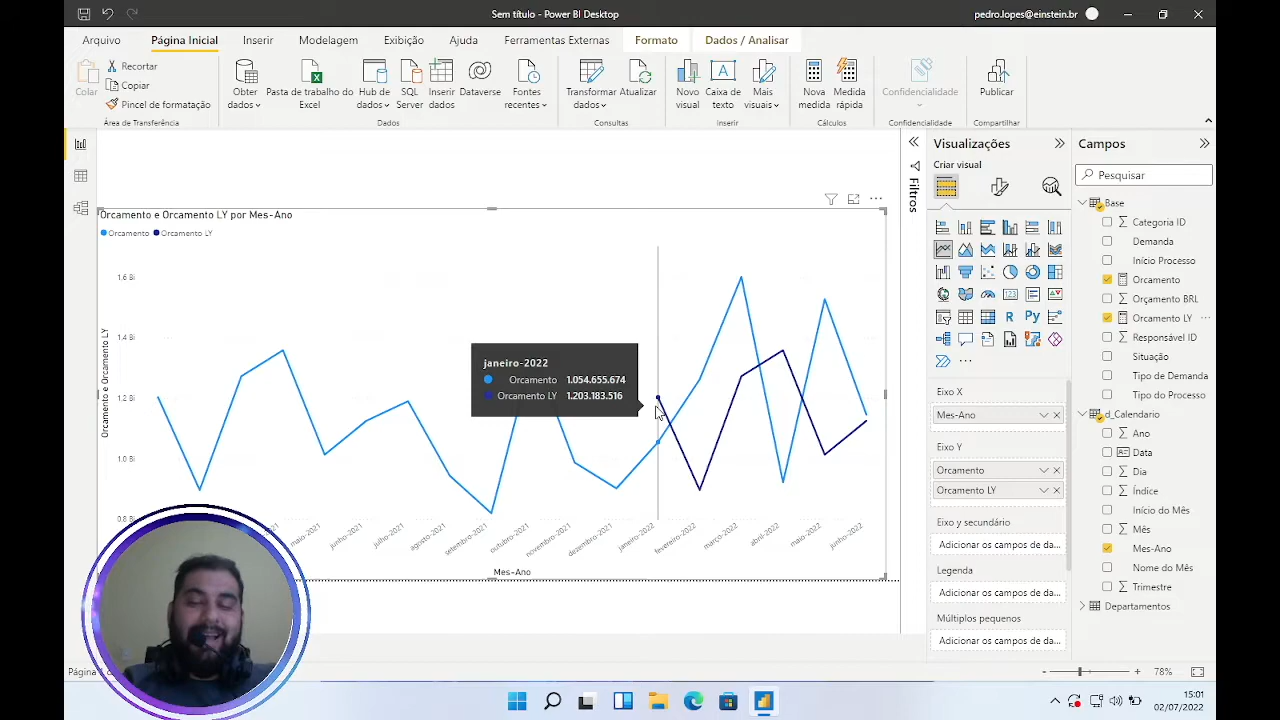 Sem título - Power BI Desktop
pedro.lopes@einstein.br
Arquivo
Página Inicial
Inserir
Modelagem
Exibição
Ajuda
Ferramentas Externas
Formato
Dados / Analisar
Colar
Recortar
Copiar
Pincel de formatação
Área de Transferência
Obter dados
Pasta de trabalho do Excel
Hub de dados
SQL Server
Inserir dados
Dataverse
Fontes recentes
Dados
Transformar dados
Atualizar
Consultas
Novo visual
Caixa de texto
Mais visuais
Inserir
Nova medida
Medida rápida
Cálculos
Confidencialidade
Confidencialidade
Publicar
Compartilhar
Orcamento e Orcamento LY por Mes-Ano
Orcamento
Orcamento LY
Orcamento e Orcamento LY
1.6 Bi
1.4 Bi
1.2 Bi
1.0 Bi
0.8 Bi
janeiro-2022
Orcamento 1.054.655.674
Orcamento LY 1.203.183.516
maio-2021
junho-2021
julho-2021
agosto-2021
setembro-2021
outubro-2021
novembro-2021
dezembro-2021
janeiro-2022
fevereiro-2022
março-2022
abril-2022
maio-2022
junho-2022
Mes-Ano
Filtros
Visualizações
Criar visual
R
Py
123
Eixo X
Mes-Ano
Eixo Y
Orcamento
Orcamento LY
Eixo y secundário
Adicionar os campos de da...
Legenda
Adicionar os campos de da...
Múltiplos pequenos
Adicionar os campos de da...
Campos
Pesquisar
Base
Categoria ID
Demanda
Início Processo
Orcamento
Orçamento BRL
Orcamento LY
Responsável ID
Situação
Tipo de Demanda
Tipo do Processo
d_Calendario
Ano
Data
Dia
Índice
Início do Mês
Mês
Mes-Ano
Nome do Mês
Trimestre
Departamentos
Página
78%
15:01
02/07/2022